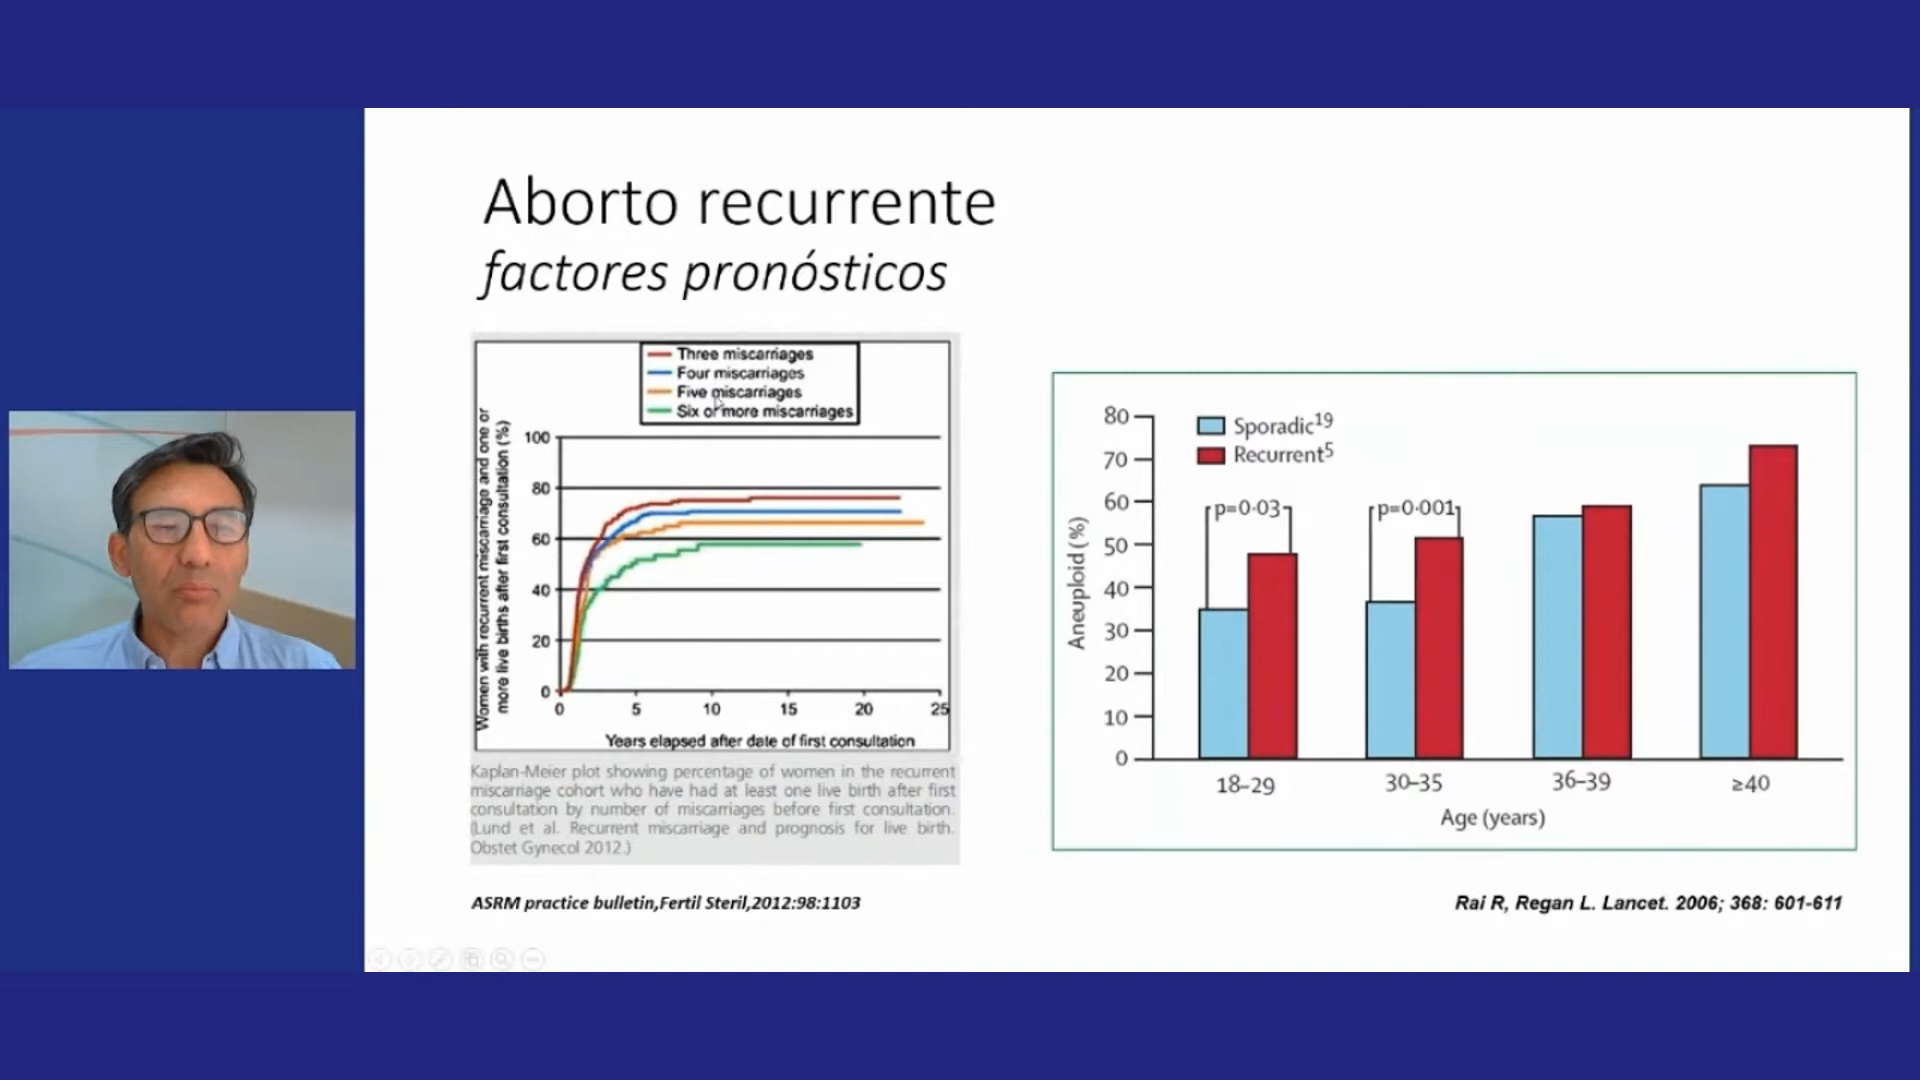 Aborto recurrente
factores pronósticos
Three miscarriages
Four miscarriages
Five miscarriages
Six or more miscarriages
Women with recurrent miscarriage and one or
more live births after first consultation (%)
100
80
60
40
20
0
0 5 10 15 20 25
Years elapsed after date of first consultation
Kaplan-Meier plot showing percentage of women in the recurrent
miscarriage cohort who have had at least one live birth after first
consultation by number of miscarriages before first consultation.
(Lund et al. Recurrent miscarriage and prognosis for live birth.
Obstet Gynecol 2012.)
ASRM practice bulletin,Fertil Steril,2012:98:1103
Sporadic19
Recurrent5
p=0·03
p=0·001
Aneuploid (%)
80
70
60
50
40
30
20
10
0
18–29 30–35 36–39 ≥40
Age (years)
Rai R, Regan L. Lancet. 2006; 368: 601-611